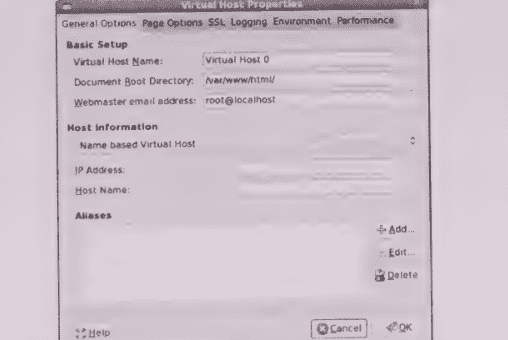 Virtual Host Properties
General Options Page Options SSL Logging Environment Performance
Basic Setup
Virtual Host Name: Virtual Host 0
Document Root Directory: /var/www/html/
Webmaster email address: root@localhost
Host Information
Name based Virtual Host
IP Address:
Host Name:
Aliases
Add...
Edit...
Delete
Help Cancel OK